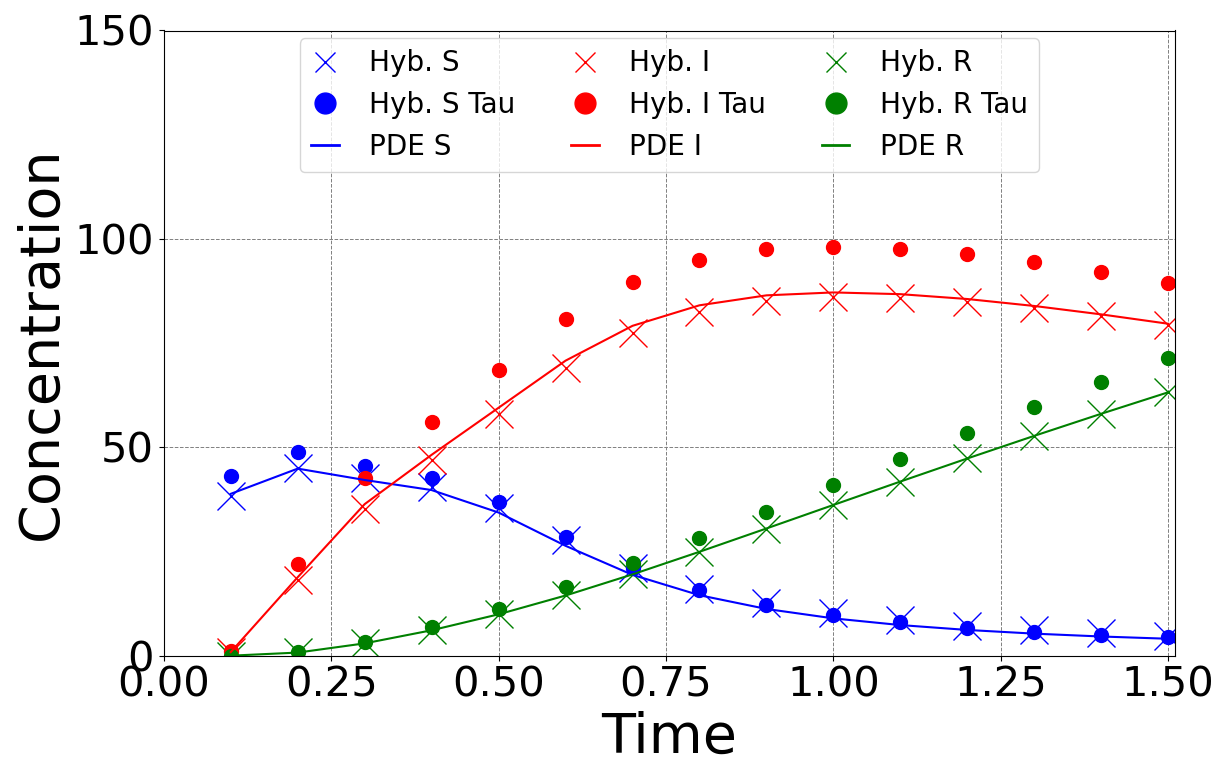 150
100
50
0
Concentration
Hyb. S
Hyb. S Tau
PDE S
Hyb. I
Hyb. I Tau
PDE I
Hyb. R
Hyb. R Tau
PDE R
0.00 0.25 0.50 0.75 1.00 1.25 1.50
Time